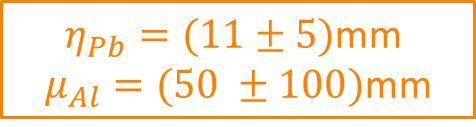 η_Pb = (11 ± 5)mm
μ_Al = (50 ± 100)mm